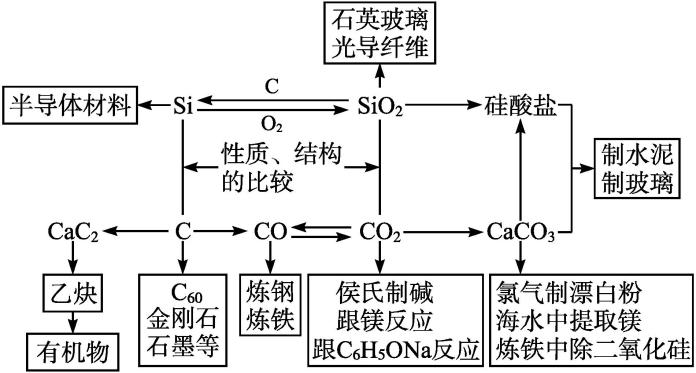 石英玻璃
光导纤维
半导体材料
Si
C
O₂
SiO₂
硅酸盐
性质、结构
的比较
制水泥
制玻璃
CaC₂
C
CO
CO₂
CaCO₃
乙炔
有机物
C₆₀
金刚石
石墨等
炼钢
炼铁
侯氏制碱
跟镁反应
跟C₆H₅ONa反应
氯气制漂白粉
海水中提取镁
炼铁中除二氧化硅